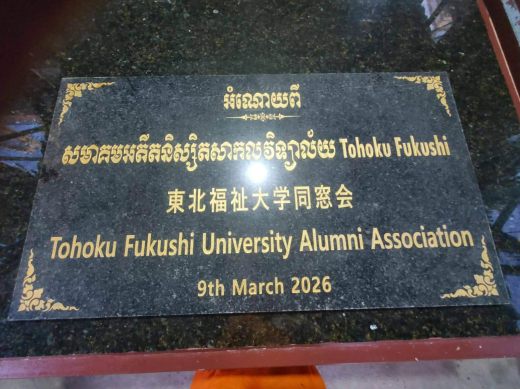 អំណោយពី
សមាគមអតីតនិស្សិតសាកលវិទ្យាល័យ Tohoku Fukushi
東北福祉大学同窓会
Tohoku Fukushi University Alumni Association
9th March 2026